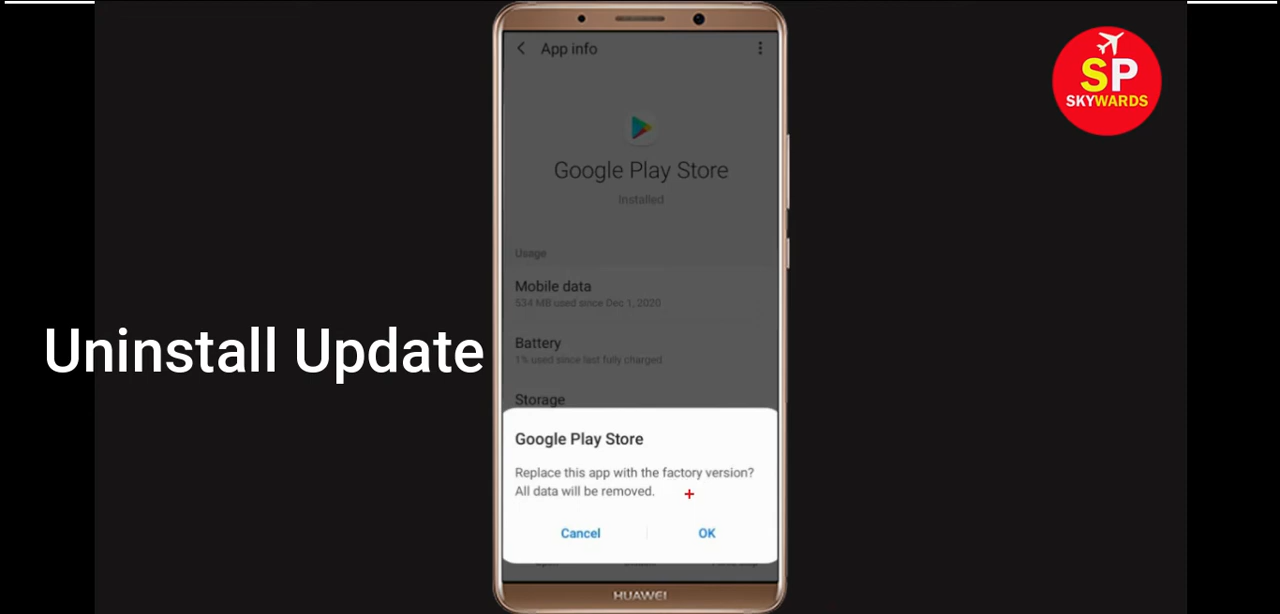 SP
SKYWARDS
App info
Google Play Store
Installed
Usage
Mobile data
534 MB used since Dec 1, 2020
Battery
1% used since last fully charged
Storage
Uninstall Update
Google Play Store
Replace this app with the factory version?
All data will be removed.
Cancel
OK
HUAWEI